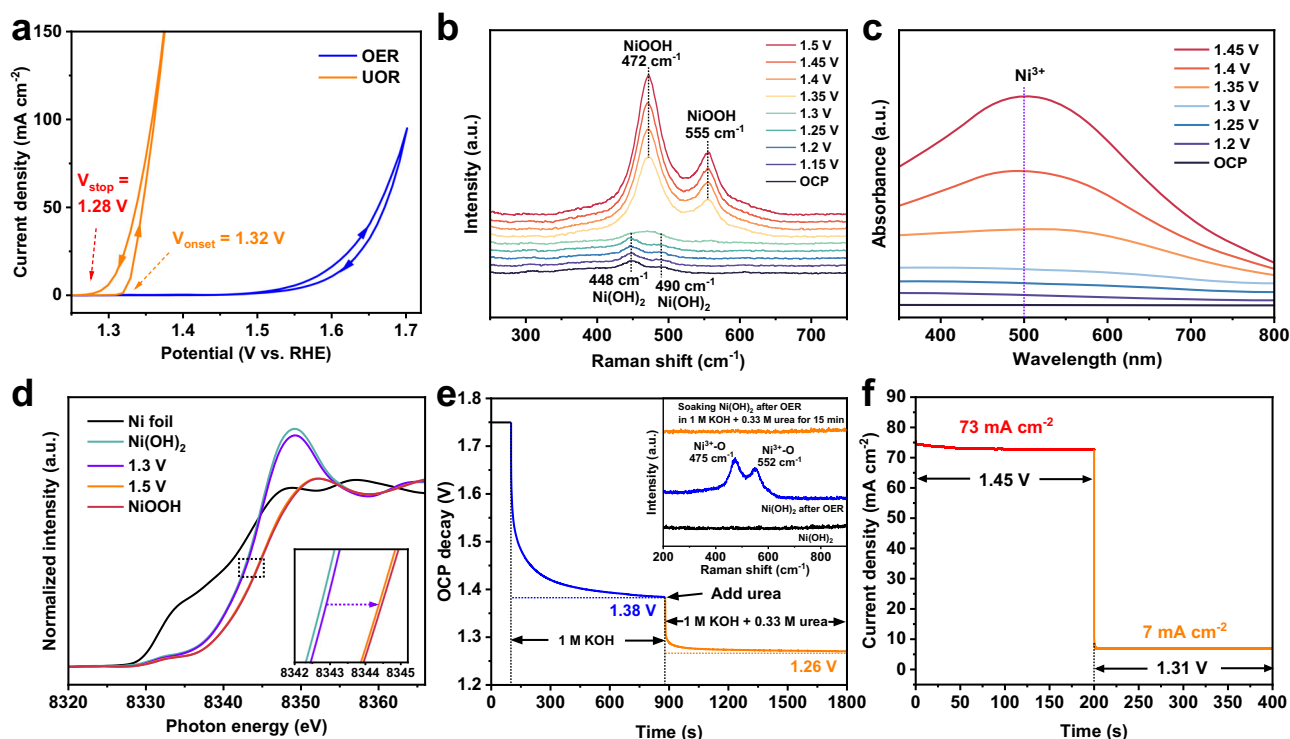 a
150
100
50
0
Current density (mA cm-2)
OER
UOR
Vstop =
1.28 V
Vonset = 1.32 V
1.3
1.4
1.5
1.6
1.7
Potential (V vs. RHE)
b
Intensity (a.u.)
NiOOH
472 cm-1
NiOOH
555 cm-1
1.5 V
1.45 V
1.4 V
1.35 V
1.3 V
1.25 V
1.2 V
1.15 V
OCP
448 cm-1
Ni(OH)2
490 cm-1
Ni(OH)2
300
400
500
600
700
Raman shift (cm-1)
c
Absorbance (a.u.)
Ni3+
1.45 V
1.4 V
1.35 V
1.3 V
1.25 V
1.2 V
OCP
400
500
600
700
800
Wavelength (nm)
d
Normalized intensity (a.u.)
Ni foil
Ni(OH)2
1.3 V
1.5 V
NiOOH
8342
8343
8344
8345
8320
8330
8340
8350
8360
Photon energy (eV)
e
OCP decay (V)
1.8
1.7
1.6
1.5
1.4
1.3
1.2
Soaking Ni(OH)2 after OER
in 1 M KOH + 0.33 M urea for 15 min
Ni3+-O
475 cm-1
Ni3+-O
552 cm-1
Ni(OH)2 after OER
Ni(OH)2
Intensity (a.u.)
200
400
600
800
Raman shift (cm-1)
Add urea
1.38 V
1 M KOH + 0.33 M urea
1 M KOH
1.26 V
0
300
600
900
1200
1500
1800
Time (s)
f
Current density (mA cm-2)
90
80
70
60
50
40
30
20
10
0
73 mA cm-2
1.45 V
7 mA cm-2
1.31 V
0
50
100
150
200
250
300
350
400
Time (s)